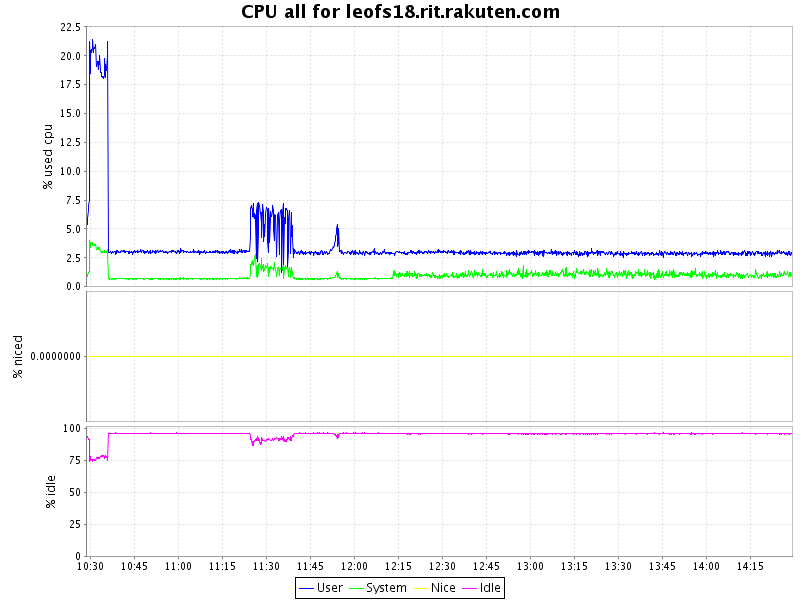 CPU all for leofs18.rit.rakuten.com
% used cpu
22.5
20.0
17.5
15.0
12.5
10.0
7.5
5.0
2.5
0.0
% niced
0.0000000
% idle
100
75
50
25
0
10:30 10:45 11:00 11:15 11:30 11:45 12:00 12:15 12:30 12:45 13:00 13:15 13:30 13:45 14:00 14:15
User System Nice Idle